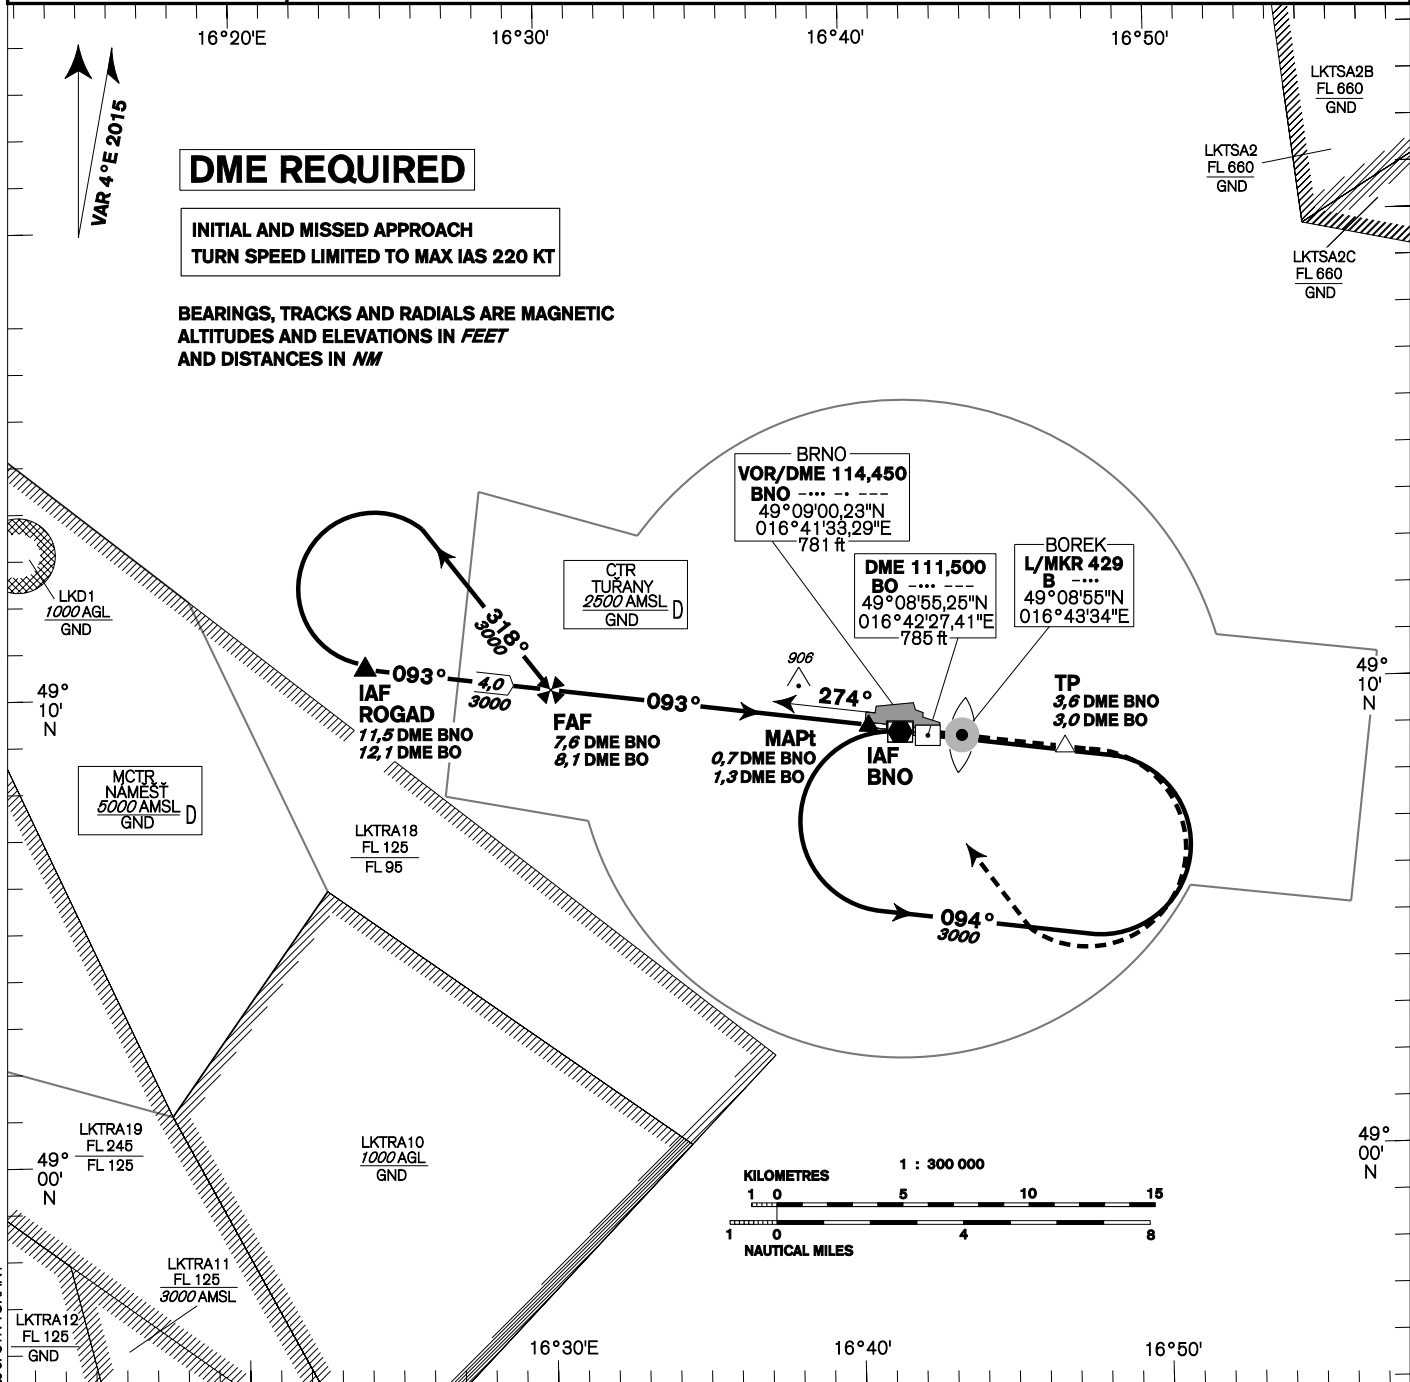 16°20'E
16°30'
16°40'
16°50'
VAR 4°E 2015
LKTSA2B
FL 660
GND
LKTSA2
FL 660
GND
LKTSA2C
FL 660
GND
DME REQUIRED
INITIAL AND MISSED APPROACH
TURN SPEED LIMITED TO MAX IAS 220 KT
BEARINGS, TRACKS AND RADIALS ARE MAGNETIC
ALTITUDES AND ELEVATIONS IN FEET
AND DISTANCES IN NM
BRNO
VOR/DME 114,450
BNO -••• -• ---
49°09'00,23"N
016°41'33,29"E
781 ft
DME 111,500
BO -••• ---
49°08'55,25"N
016°42'27,41"E
785 ft
BOREK
L/MKR 429
B -•••
49°08'55"N
016°43'34"E
CTR
TUŘANY
2500 AMSL
GND
D
LKD1
1000 AGL
GND
318°
3000
906
093°
4,0
3000
093°
274°
IAF
ROGAD
11,5 DME BNO
12,1 DME BO
FAF
7,6 DME BNO
8,1 DME BO
MAPt
0,7 DME BNO
1,3 DME BO
IAF
BNO
TP
3,6 DME BNO
3,0 DME BO
49°
10'
N
49°
10'
N
MCTR
NÁMĚŠŤ
5000 AMSL
GND
D
LKTRA18
FL 125
FL 95
094°
3000
LKTRA19
FL 245
FL 125
LKTRA10
1000 AGL
GND
49°
00'
N
49°
00'
N
1 : 300 000
KILOMETRES
1 0 5 10 15
1 0 4 8
NAUTICAL MILES
LKTRA11
FL 125
3000 AMSL
LKTRA12
FL 125
GND
16°30'E
16°40'
16°50'